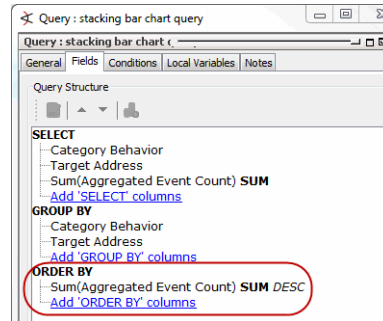 Query : stacking bar chart query
Query : stacking bar chart (
General Fields Conditions Local Variables Notes
Query Structure
SELECT
Category Behavior
Target Address
Sum(Aggregated Event Count) SUM
Add 'SELECT' columns
GROUP BY
Category Behavior
Target Address
Add 'GROUP BY' columns
ORDER BY
Sum(Aggregated Event Count) SUM DESC
Add 'ORDER BY' columns